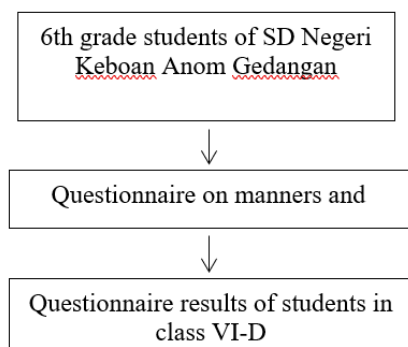 6th grade students of SD Negeri
Keboan Anom Gedangan
Questionnaire on manners and
Questionnaire results of students in
class VI-D